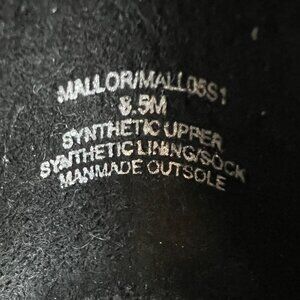 MALLOR/MALL05S1
8.5M
SYNTHETIC UPPER
SYNTHETIC LINING/SOCK
MANMADE OUTSOLE